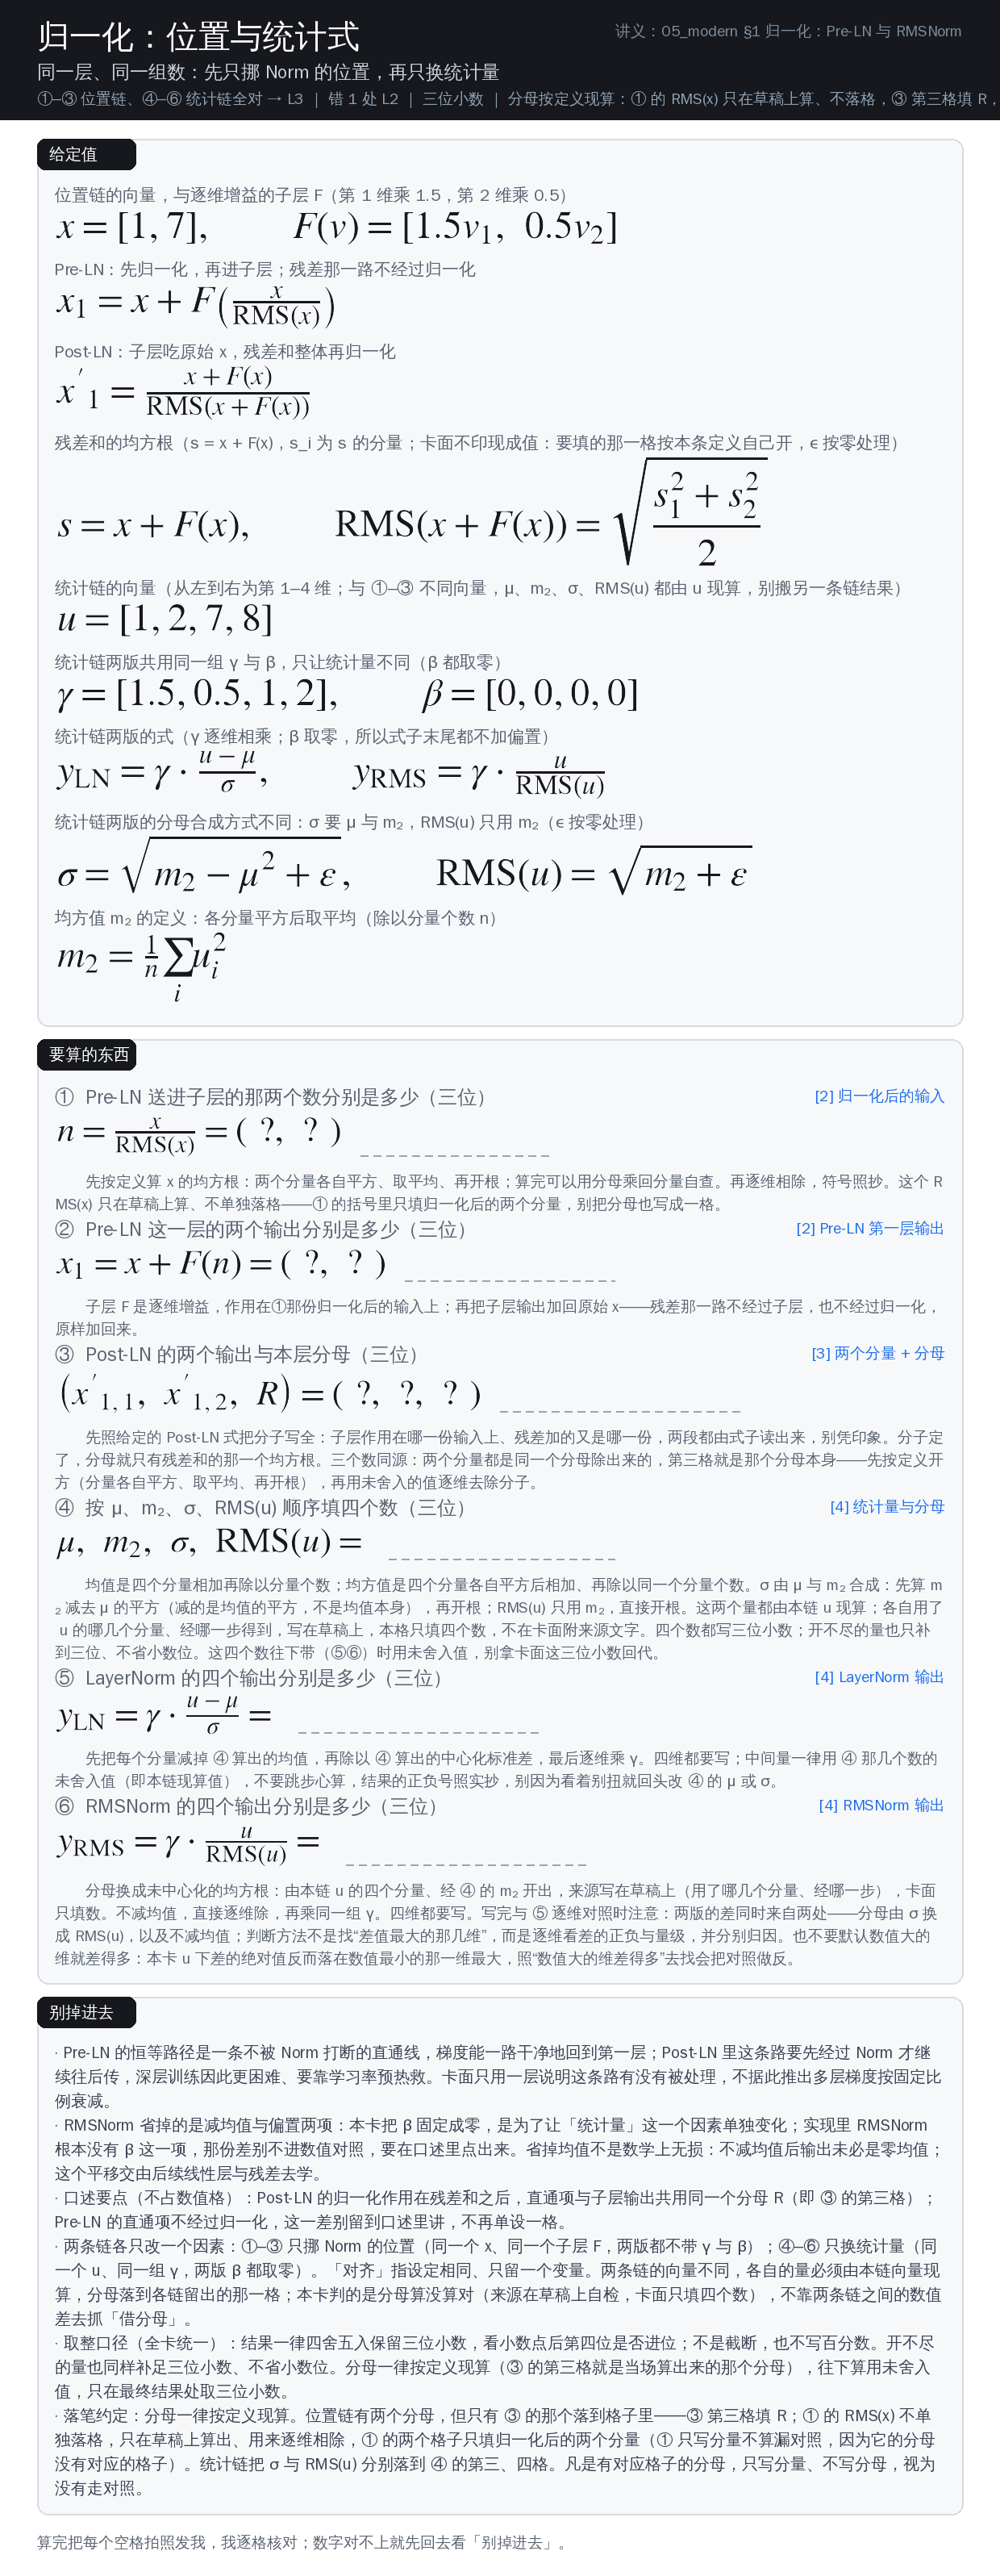 归一化：位置与统计式
讲义：05_modern §1 归一化：Pre-LN 与 RMSNorm
同一层、同一组数：先只挪 Norm 的位置，再只换统计量
①—③ 位置链、④—⑥ 统计链全对 → L3 ｜ 错 1 处 L2 ｜ 三位小数 ｜ 分母按定义现算：① 的 RMS(x) 只在草稿上算、不落格，③ 第三格填 R，
给定值
位置链的向量，与逐维增益的子层 F（第 1 维乘 1.5，第 2 维乘 0.5）
x = [1, 7],  F(v) = [1.5v₁, 0.5v₂]
Pre-LN：先归一化，再进子层；残差那一路不经过归一化
x₁ = x + F(x / RMS(x))
Post-LN：子层吃原始 x，残差和整体再归一化
x′₁ = (x + F(x)) / RMS(x + F(x))
残差和的均方根（s = x + F(x)，s_i 为 s 的分量；卡面不印现成值：要填的那一格按本条定义自己开，ϵ 按零处理）
s = x + F(x),  RMS(x + F(x)) = √((s₁² + s₂²) / 2)
统计链的向量（从左到右为第 1—4 维；与 ①—③ 不同向量，μ、m₂、σ、RMS(u) 都由 u 现算，别搬另一条链结果）
u = [1, 2, 7, 8]
统计链两版共用同一组 γ 与 β，只让统计量不同（β 都取零）
γ = [1.5, 0.5, 1, 2],  β = [0, 0, 0, 0]
统计链两版的式（γ 逐维相乘；β 取零，所以式子末尾都不加偏置）
y_LN = γ · (u − μ) / σ,  y_RMS = γ · u / RMS(u)
统计链两版的分母合成方式不同：σ 要 μ 与 m₂，RMS(u) 只用 m₂（ϵ 按零处理）
σ = √(m₂ − μ² + ε),  RMS(u) = √(m₂ + ε)
均方值 m₂ 的定义：各分量平方后取平均（除以分量个数 n）
m₂ = 1/n ∑_i u_i²
要算的东西
① Pre-LN 送进子层的那两个数分别是多少（三位）
[2] 归一化后的输入
n = x / RMS(x) = ( ?, ? )
先按定义算 x 的均方根：两个分量各自平方、取平均、再开根；算完可以用分母乘回分量自查。再逐维相除，符号照抄。这个 R
MS(x) 只在草稿上算、不单独落格——① 的括号里只填归一化后的两个分量，别把分母也写成一格。
② Pre-LN 这一层的两个输出分别是多少（三位）
[2] Pre-LN 第一层输出
x₁ = x + F(n) = ( ?, ? )
子层 F 是逐维增益，作用在①那份归一化后的输入上；再把子层输出加回原始 x——残差那一路不经过子层，也不经过归一化，
原样加回来。
③ Post-LN 的两个输出与本层分母（三位）
[3] 两个分量 + 分母
(x′₁,₁, x′₁,₂, R) = ( ?, ?, ? )
先照给定的 Post-LN 式把分子写全：子层作用在哪一份输入上、残差加的又是哪一份，两段都由式子读出来，别凭印象。分子定
了，分母就只有残差和的那一个均方根。三个数同源：两个分量都是同一个分母除出来的，第三格就是那个分母本身——先按定义开
方（分量各自平方、取平均、再开根），再用未舍入的值逐维去除分子。
④ 按 μ、m₂、σ、RMS(u) 顺序填四个数（三位）
[4] 统计量与分母
μ, m₂, σ, RMS(u) =
均值是四个分量相加再除以分量个数；均方值是四个分量各自平方后相加、再除以同一个分量个数。σ 由 μ 与 m₂ 合成：先算 m
₂ 减去 μ 的平方（减的是均值的平方，不是均值本身），再开根；RMS(u) 只用 m₂，直接开根。这两个量都由本链 u 现算；各自用了
u 的哪几个分量、经哪一步得到，写在草稿上，本格只填四个数，不在卡面附来源文字。四个数都写三位小数；开不尽的量也只补
到三位、不省小数位。这四个数往下带（⑤⑥）时用未舍入值，别拿卡面这三位小数回代。
⑤ LayerNorm 的四个输出分别是多少（三位）
[4] LayerNorm 输出
y_LN = γ · (u − μ) / σ =
先把每个分量减掉 ④ 算出的均值，再除以 ④ 算出的中心化标准差，最后逐维乘 γ。四维都要写；中间量一律用 ④ 那几个数的
未舍入值（即本链现算值），不要跳步心算，结果的正负号照实抄，别因为看着别扭就回头改 ④ 的 μ 或 σ。
⑥ RMSNorm 的四个输出分别是多少（三位）
[4] RMSNorm 输出
y_RMS = γ · u / RMS(u) =
分母换成未中心化的均方根：由本链 u 的四个分量、经 ④ 的 m₂ 开出，来源写在草稿上（用了哪几个分量、经哪一步），卡面
只填数。不减均值，直接逐维除，再乘同一组 γ。四维都要写。写完与 ⑤ 逐维对照时注意：两版的差同时来自两处——分母由 σ 换
成 RMS(u)，以及不减均值；判断方法不是找“差值最大的那几维”，而是逐维看差的正负与量级，并分别归因。也不要默认数值大的
维就差得多：本卡 u 下差的绝对值反而落在数值最小的那一维最大，照“数值大的维差得多”去找会把对照做反。
别掉进去
· Pre-LN 的恒等路径是一条不被 Norm 打断的直通线，梯度能一路干净地回到第一层；Post-LN 里这条路要先经过 Norm 才继
续往后传，深层训练因此更困难、要靠学习率预热救。卡面只用一层说明这条路有没有被处理，不据此推出多层梯度按固定比
例衰减。
· RMSNorm 省掉的是减均值与偏置两项：本卡把 β 固定成零，是为了让「统计量」这一个因素单独变化；实现里 RMSNorm
根本没有 β 这一项，那份差别不进数值对照，要在口述里点出来。省掉均值不是数学上无损：不减均值后输出未必是零均值；
这个平移交由后续线性层与残差去学。
· 口述要点（不占数值格）：Post-LN 的归一化作用在残差和之后，直通项与子层输出共用同一个分母 R（即 ③ 的第三格）；
Pre-LN 的直通项不经过归一化，这一差别留到口述里讲，不再单设一格。
· 两条链各只改一个因素：①—③ 只挪 Norm 的位置（同一个 x、同一个子层 F，两版都不带 γ 与 β）；④—⑥ 只换统计量（同
一个 u、同一组 γ，两版 β 都取零）。「对齐」指设定相同、只留一个变量。两条链的向量不同，各自的量必须由本链向量现
算，分母落到各链留出的那一格；本卡判的是分母算没算对（来源在草稿上自检，卡面只填四个数），不靠两条链之间的数值
差去抓「借分母」。
· 取整口径（全卡统一）：结果一律四舍五入保留三位小数，看小数点后第四位是否进位；不是截断，也不写百分数。开不尽
的量也同样补足三位小数、不省小数位。分母一律按定义现算（③ 的第三格就是当场算出来的那个分母），往下算用未舍入
值，只在最终结果处取三位小数。
· 落笔约定：分母一律按定义现算。位置链有两个分母，但只有 ③ 的那个落到格子里——③ 第三格填 R；① 的 RMS(x) 不单
独落格，只在草稿上算出、用来逐维相除，① 的两个格子只填归一化后的两个分量（① 只写分量不算漏对照，因为它的分母
没有对应的格子）。统计链把 σ 与 RMS(u) 分别落到 ④ 的第三、四格。凡是有对应格子的分母，只写分量、不写分母，视为
没有走对照。
算完把每个空格拍照发我，我逐格核对；数字对不上就先回去看「别掉进去」。